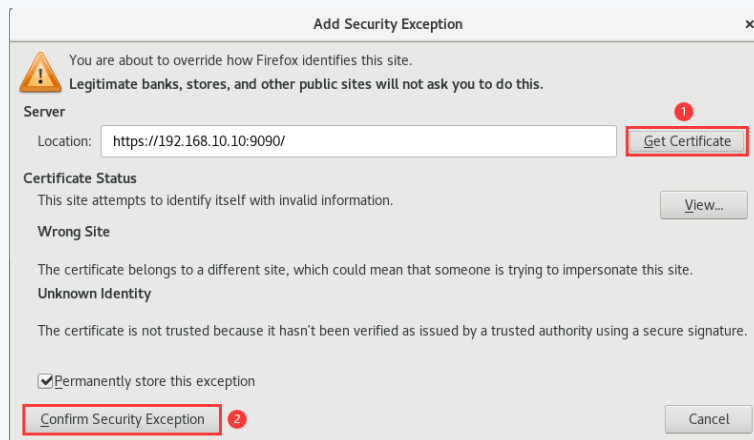 Add Security Exception
You are about to override how Firefox identifies this site.
Legitimate banks, stores, and other public sites will not ask you to do this.
Server
1
Location: https://192.168.10.10:9090/ Get Certificate
Certificate Status
This site attempts to identify itself with invalid information.
View...
Wrong Site
The certificate belongs to a different site, which could mean that someone is trying to impersonate this site.
Unknown Identity
The certificate is not trusted because it hasn't been verified as issued by a trusted authority using a secure signature.
Permanently store this exception
Confirm Security Exception 2 Cancel